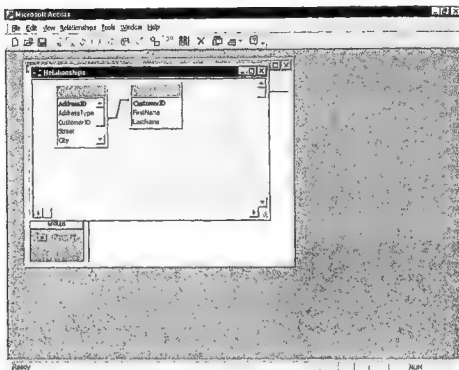 Microsoft Access
File Edit View Relationships Tools Window Help
Relationships
AddressID
AddressType
CustomerID
Street
City
CustomerID
FirstName
LastName
Groups
Ready
NUM